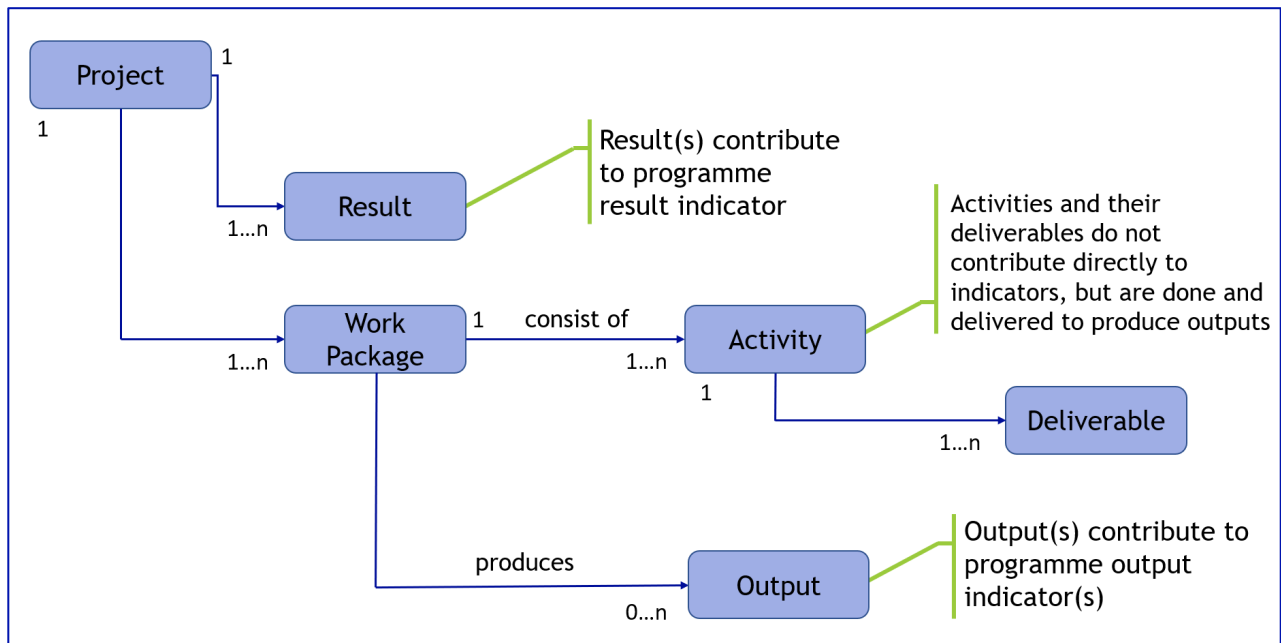 Project
1
1
Result
1...n
Result(s) contribute
to programme
result indicator
Activities and their
deliverables do not
contribute directly to
indicators, but are done and
delivered to produce outputs
Work
Package
1...n
1
consist of
Activity
1...n
1
Deliverable
1...n
produces
Output
0...n
Output(s) contribute to
programme output
indicator(s)